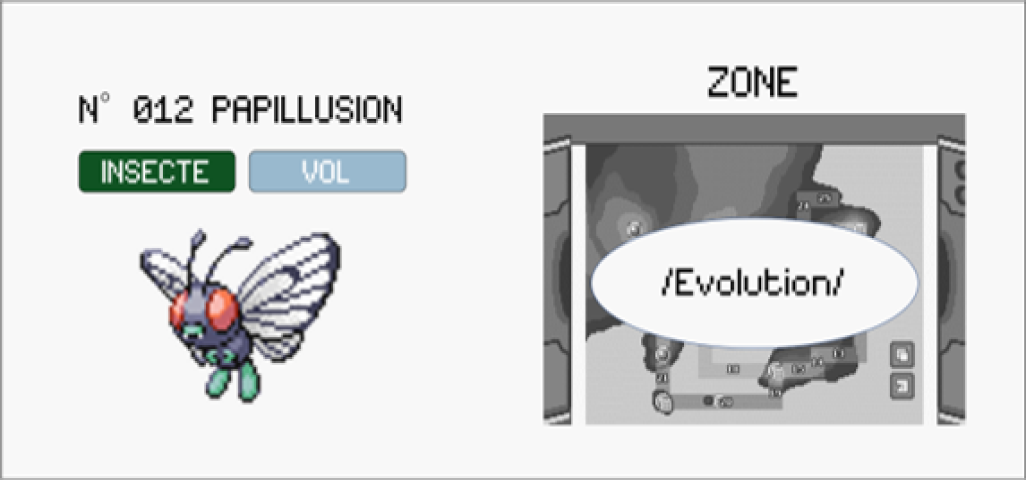 N° 012 PAPILLUSION
INSECTE
VOL
ZONE
/Evolution/